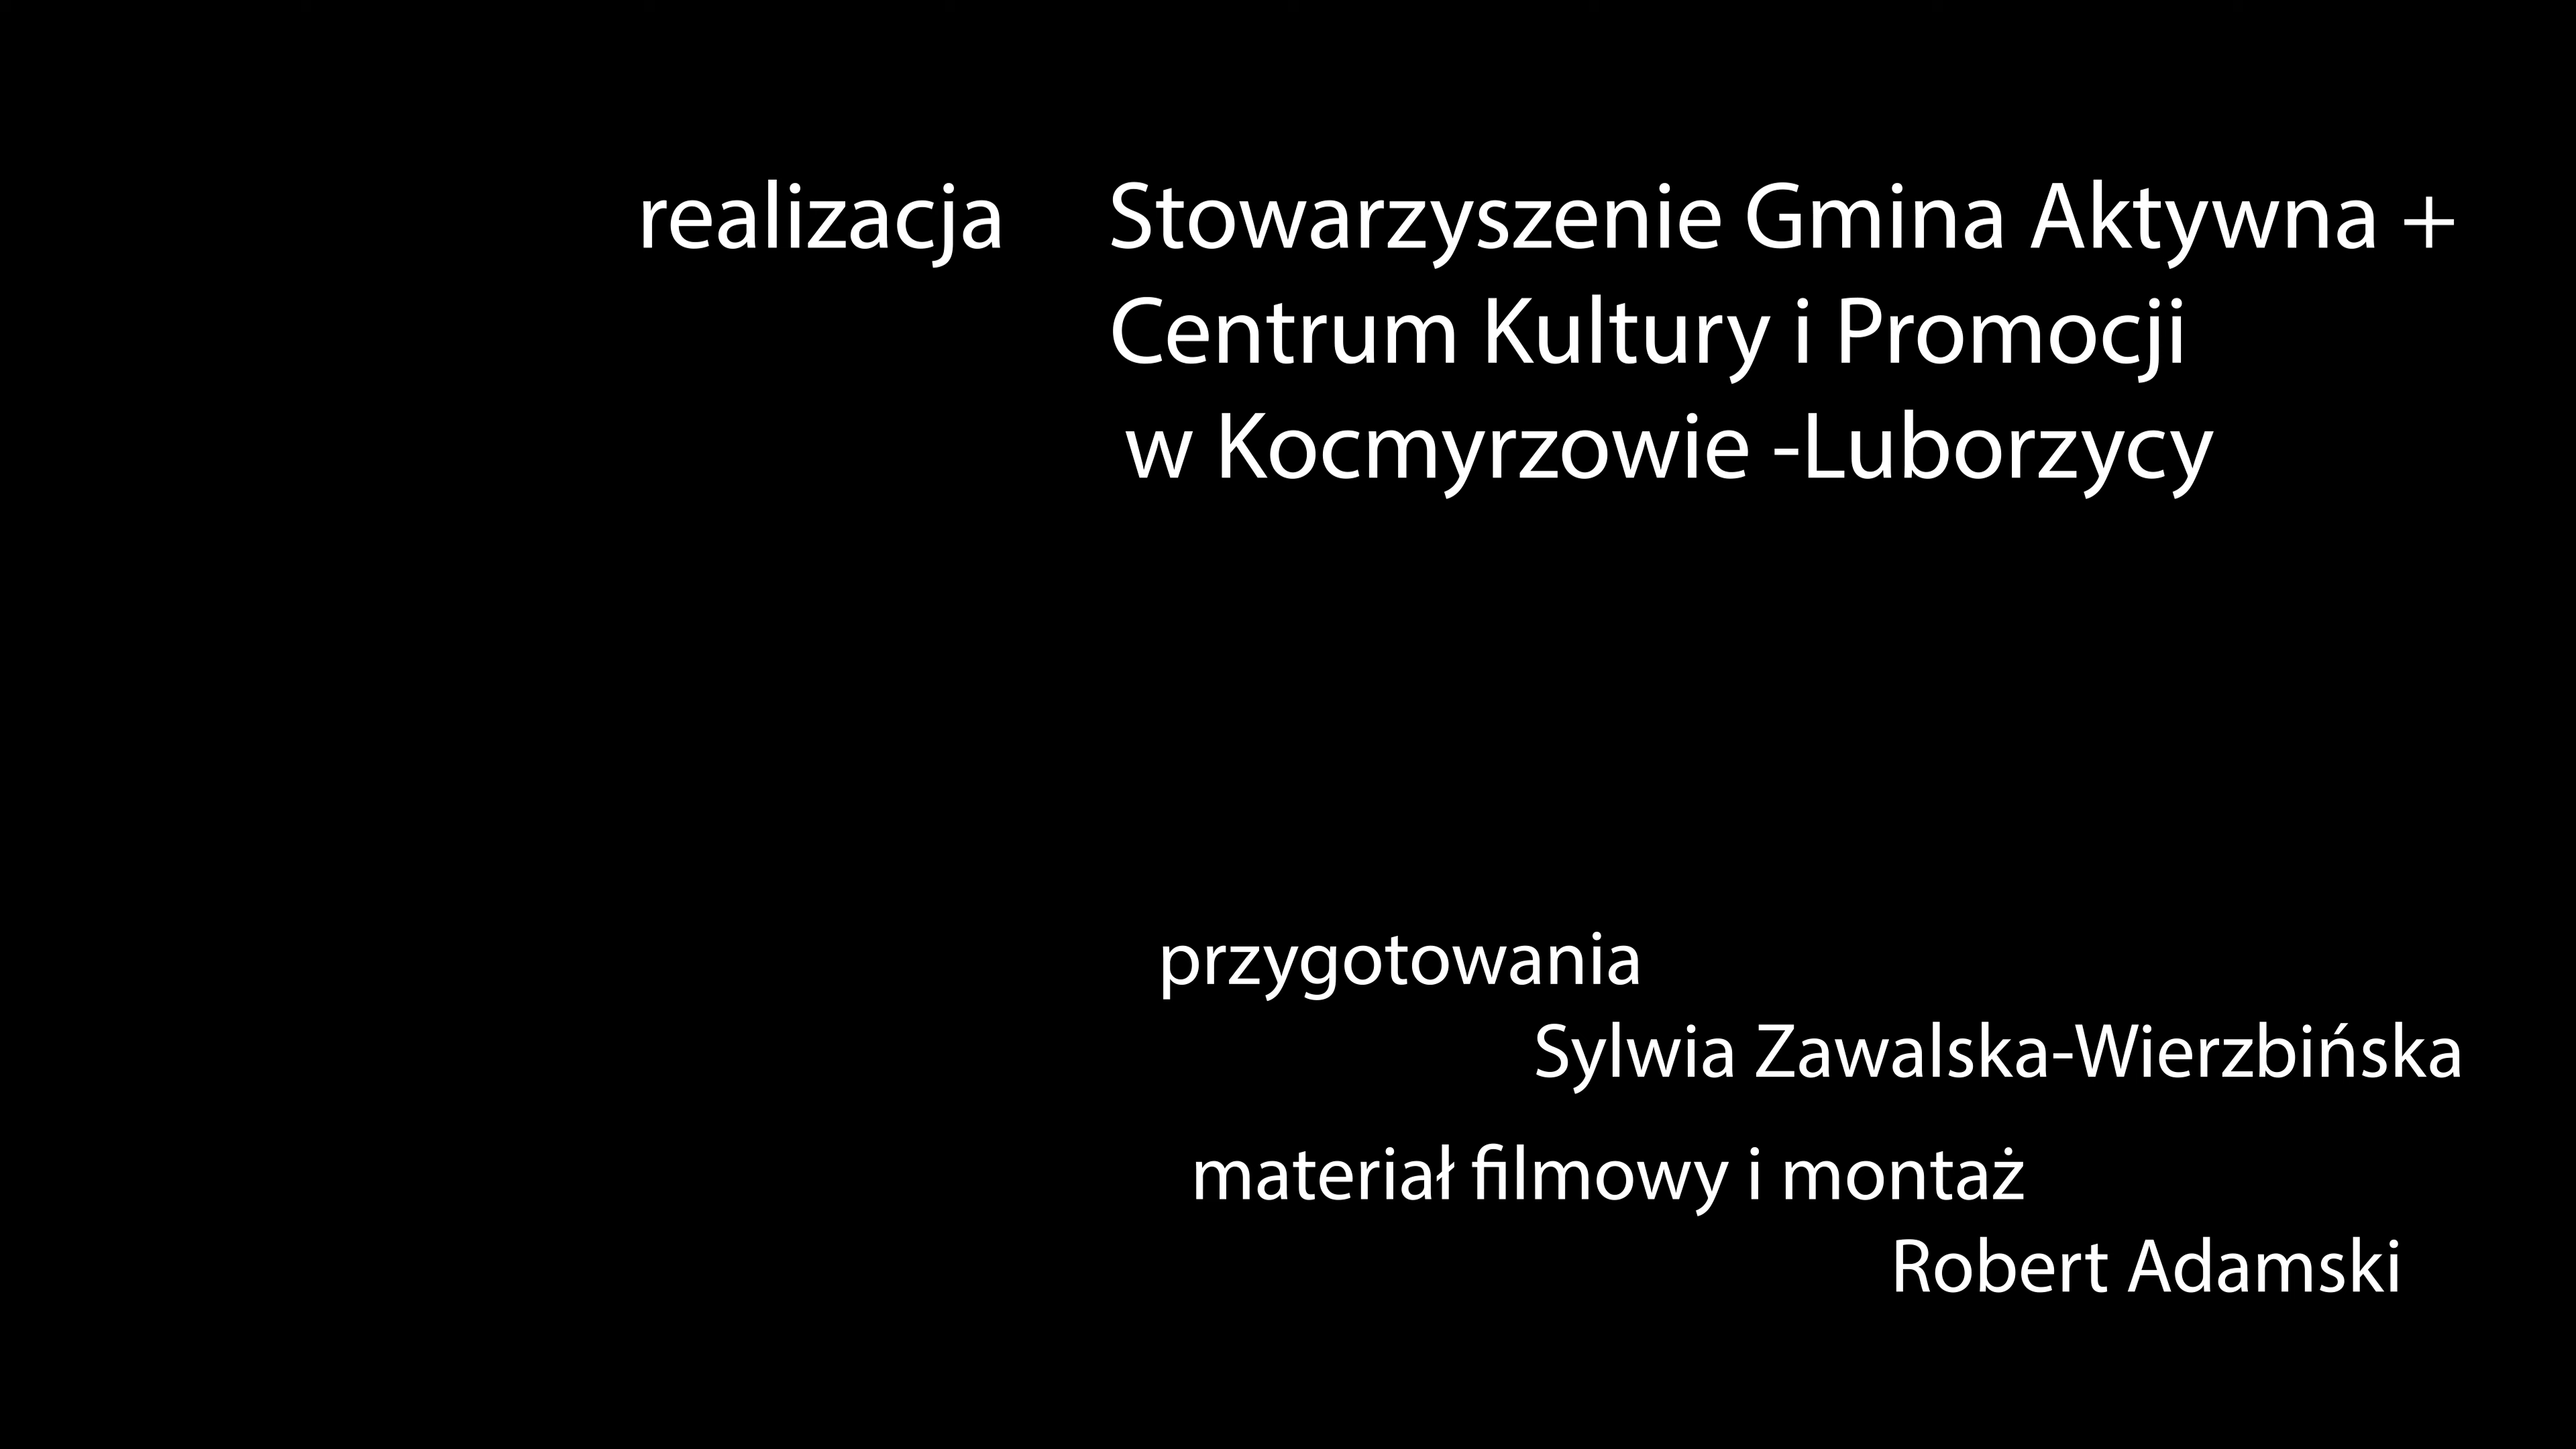 realizacja Stowarzyszenie Gmina Aktywna +
Centrum Kultury i Promocji
w Kocmyrzowie -Luborzycy
przygotowania
Sylwia Zawalska-Wierzbińska
materiał filmowy i montaż
Robert Adamski